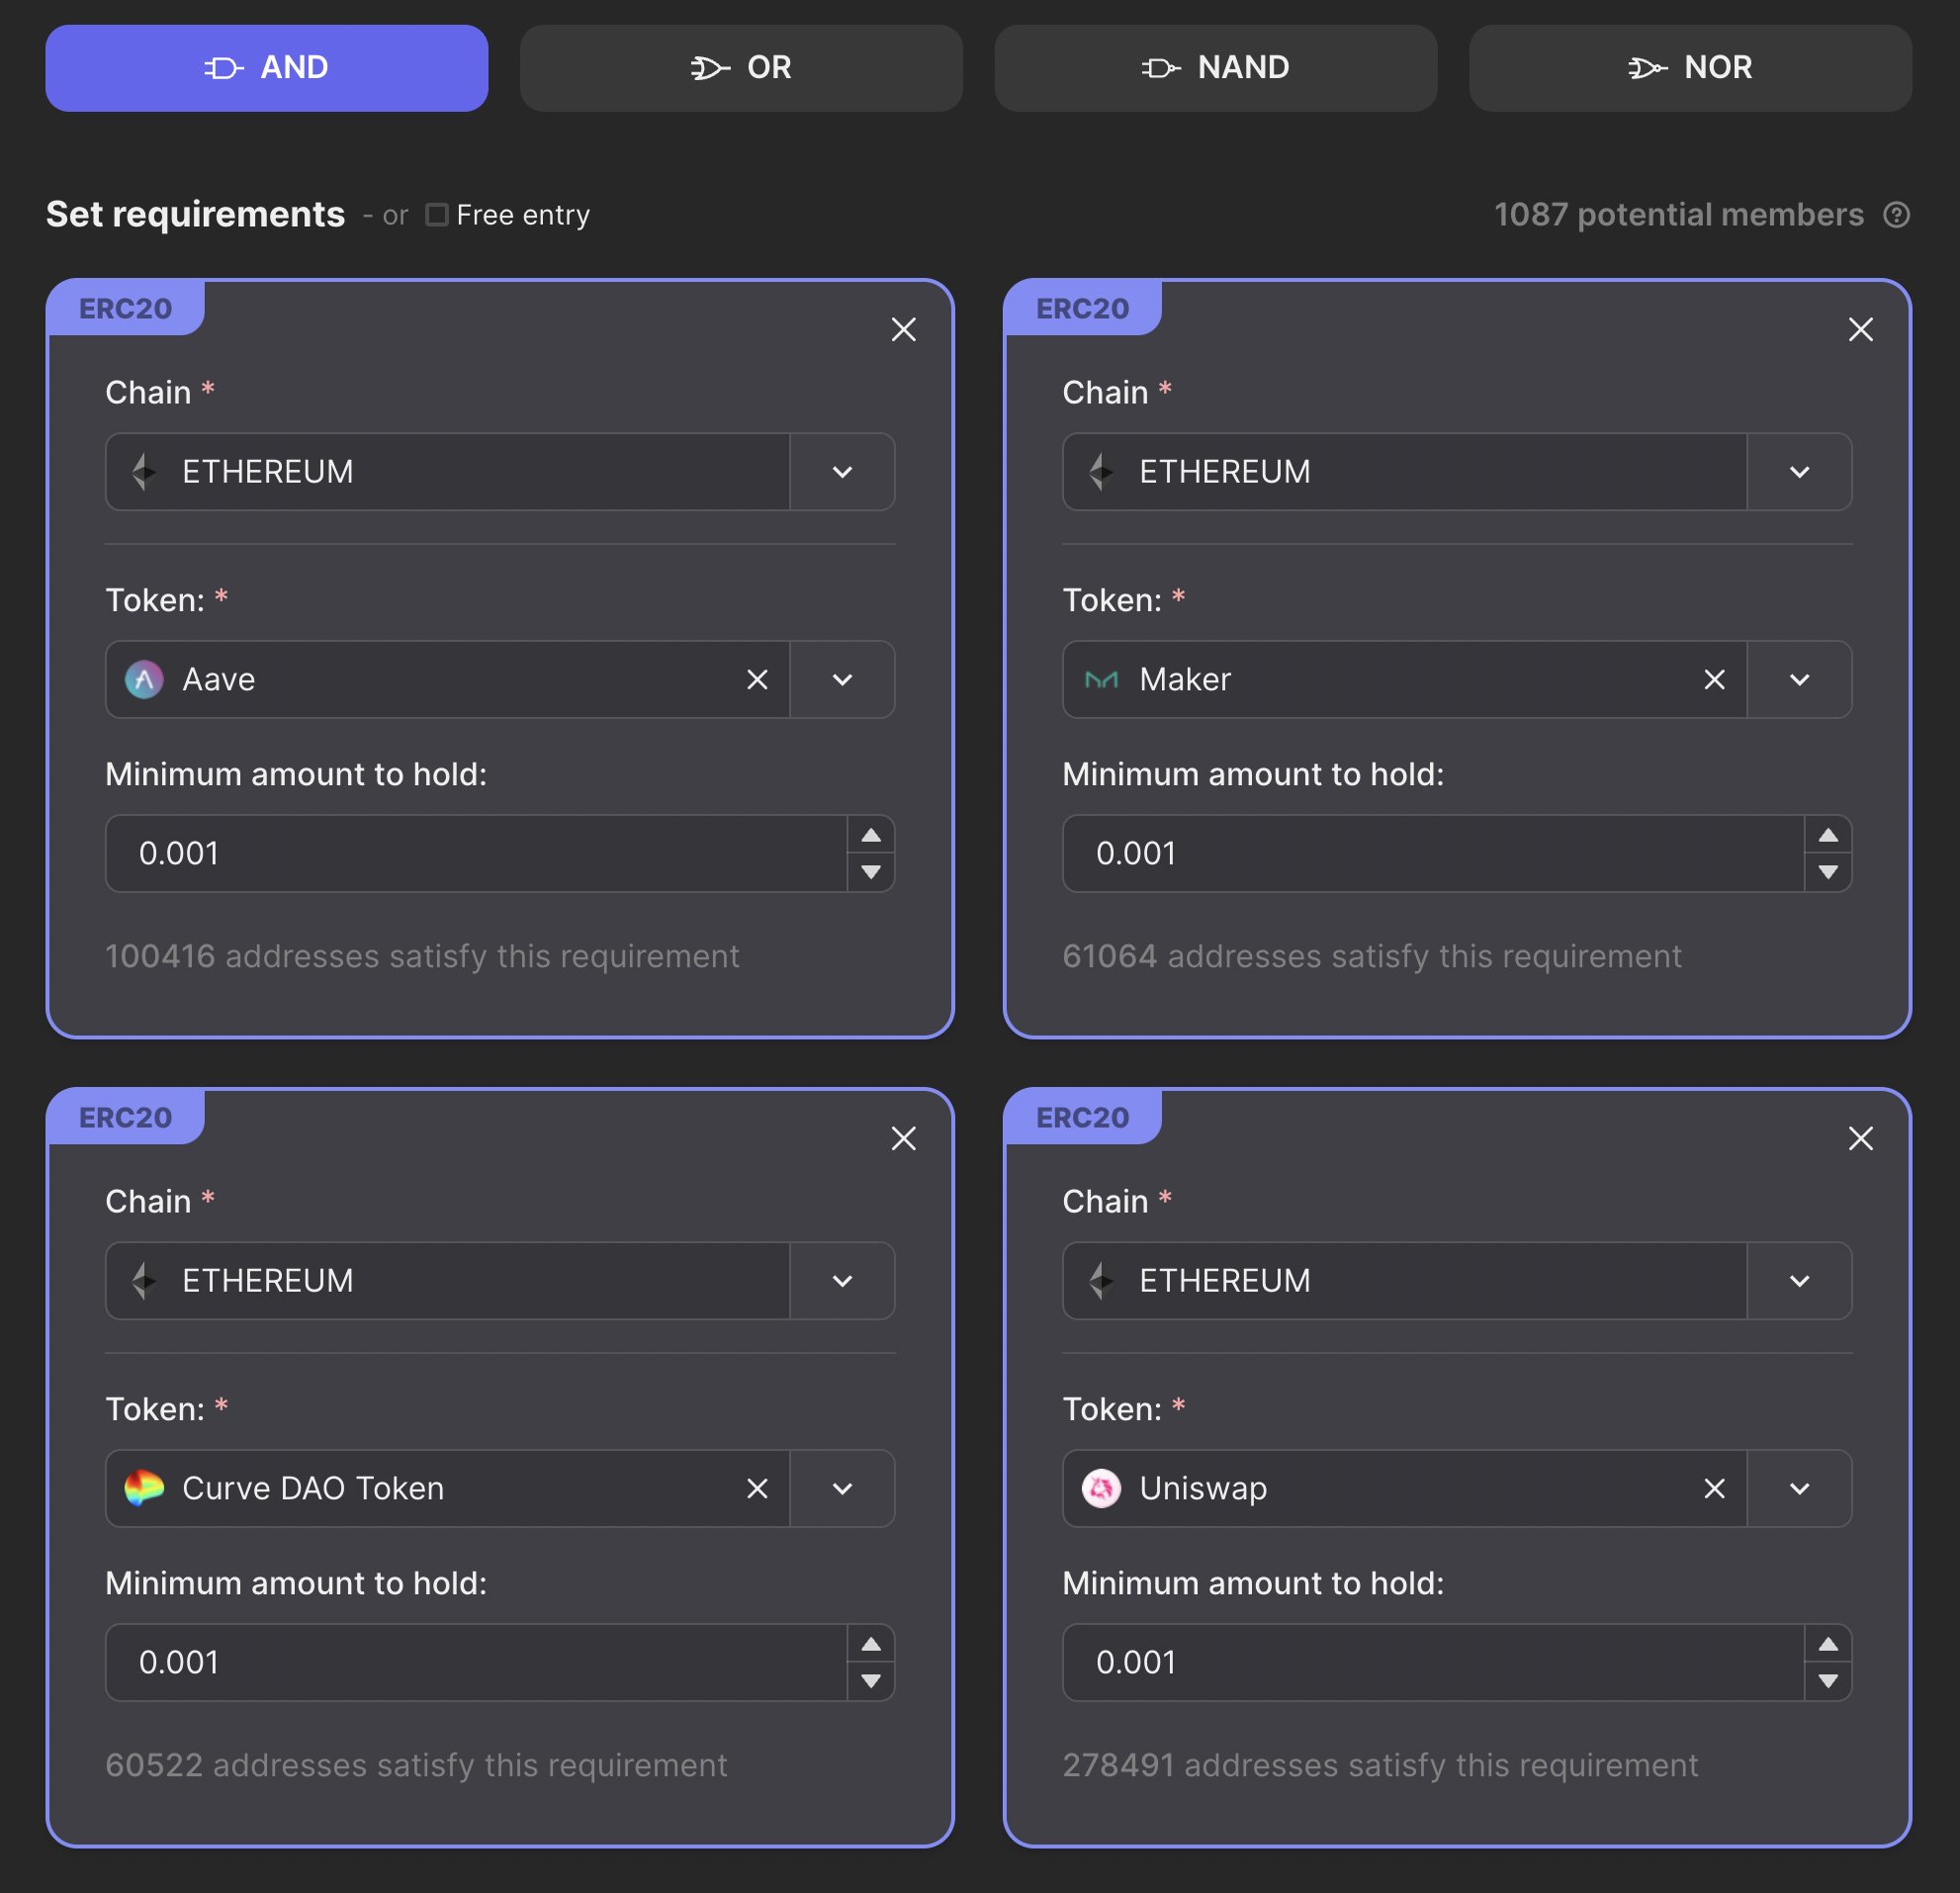 AND
OR
NAND
NOR
Set requirements - or Free entry
1087 potential members
ERC20
Chain *
ETHEREUM
Token: *
Aave
Minimum amount to hold:
0.001
100416 addresses satisfy this requirement
ERC20
Chain *
ETHEREUM
Token: *
Maker
Minimum amount to hold:
0.001
61064 addresses satisfy this requirement
ERC20
Chain *
ETHEREUM
Token: *
Curve DAO Token
Minimum amount to hold:
0.001
60522 addresses satisfy this requirement
ERC20
Chain *
ETHEREUM
Token: *
Uniswap
Minimum amount to hold:
0.001
278491 addresses satisfy this requirement